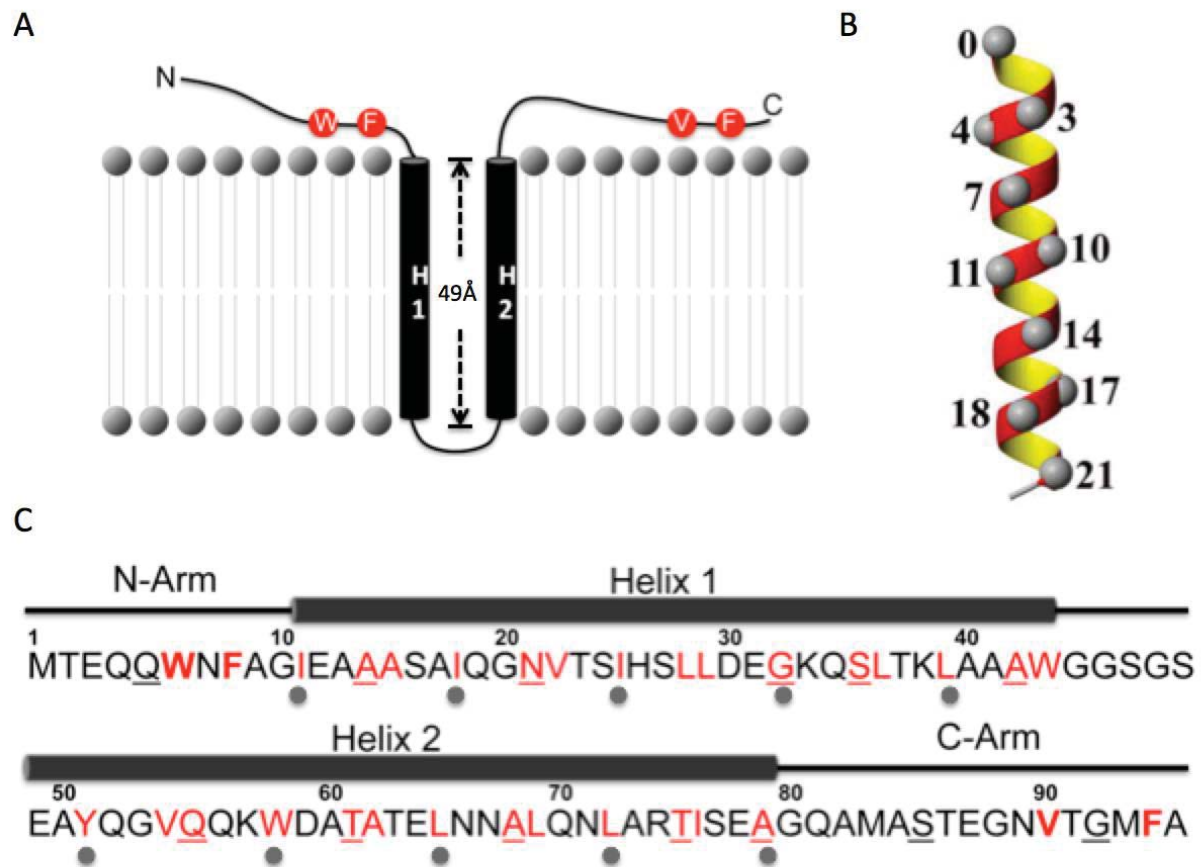 A
N
W F
V F
C
H
1
49Å
H
2
B
0
3
4
7
10
11
14
17
18
21
C
N-Arm Helix 1
1 10 20 30 40
MTEQQWNFAGIEAAASAIQGNVTSIHSLLDEGKQSLTKLAAAWGGSGS
Helix 2 C-Arm
50 60 70 80 90
EAYQGVQQKWDATATELNNALQNLARTISEAGQAMASTEGNVTGMFA